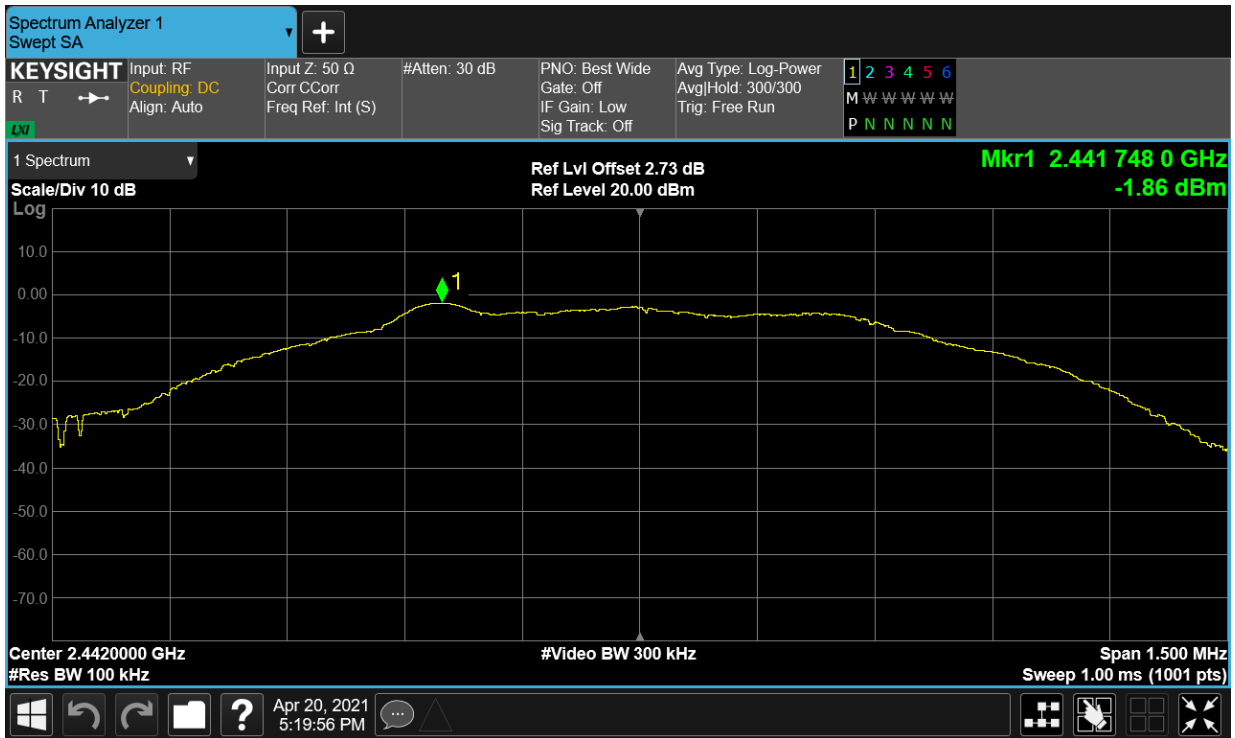 Spectrum Analyzer 1
Swept SA
+
KEYSIGHT
R T
LXI
Input: RF
Coupling: DC
Align: Auto
Input Z: 50 Ω
Corr CCorr
Freq Ref: Int (S)
#Atten: 30 dB
PNO: Best Wide
Gate: Off
IF Gain: Low
Sig Track: Off
Avg Type: Log-Power
Avg|Hold: 300/300
Trig: Free Run
1 2 3 4 5 6
M W W W W W
P N N N N N N
1 Spectrum
Scale/Div 10 dB
Log
Ref Lvl Offset 2.73 dB
Ref Level 20.00 dBm
Mkr1 2.441 748 0 GHz
-1.86 dBm
10.0
0.00
-10.0
-20.0
-30.0
-40.0
-50.0
-60.0
-70.0
1
Center 2.4420000 GHz
#Res BW 100 kHz
#Video BW 300 kHz
Span 1.500 MHz
Sweep 1.00 ms (1001 pts)
?
Apr 20, 2021
5:19:56 PM